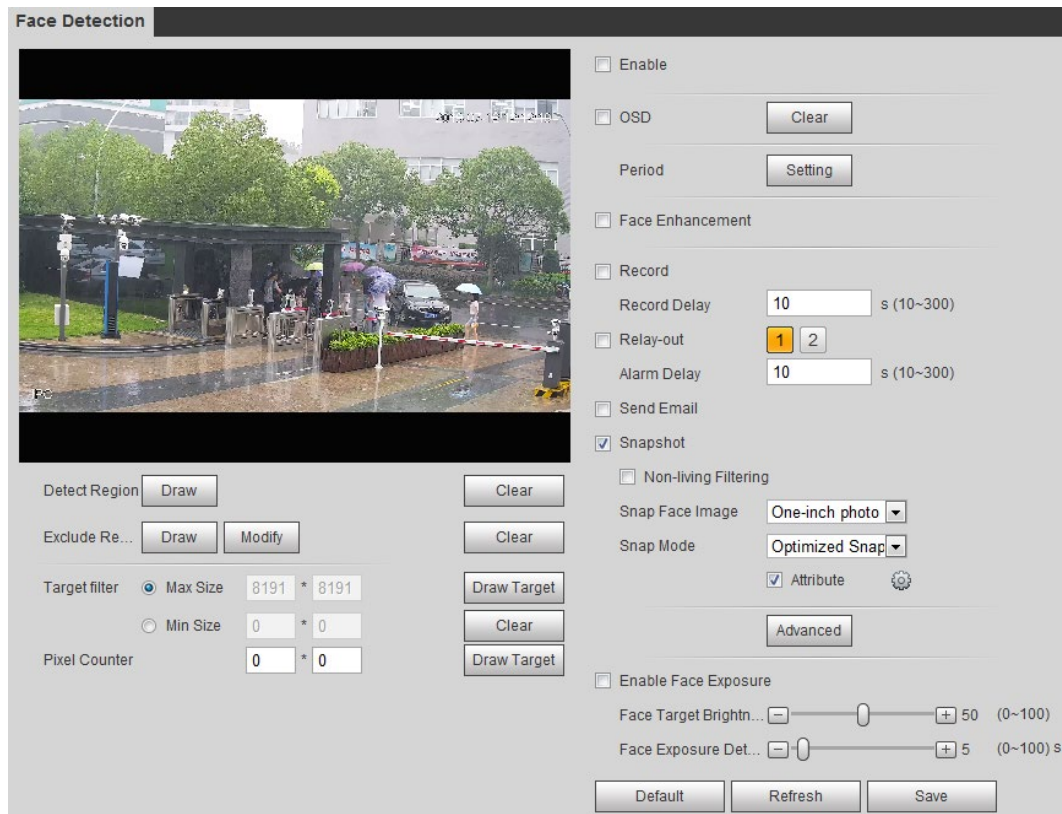 Face Detection
Enable
OSD Clear
Period Setting
Face Enhancement
Record
Record Delay 10 s (10~300)
Relay-out 1 2
Alarm Delay 10 s (10~300)
Send Email
Snapshot
Non-living Filtering
Snap Face Image One-inch photo
Snap Mode Optimized Snap
Attribute
Advanced
Enable Face Exposure
Face Target Brightn... 50 (0~100)
Face Exposure Det... 5 (0~100) s
Default Refresh Save
IPC
Detect Region Draw Clear
Exclude Re... Draw Modify Clear
Target filter Max Size 8191 * 8191 Draw Target
Min Size 0 * 0 Clear
Pixel Counter 0 * 0 Draw Target